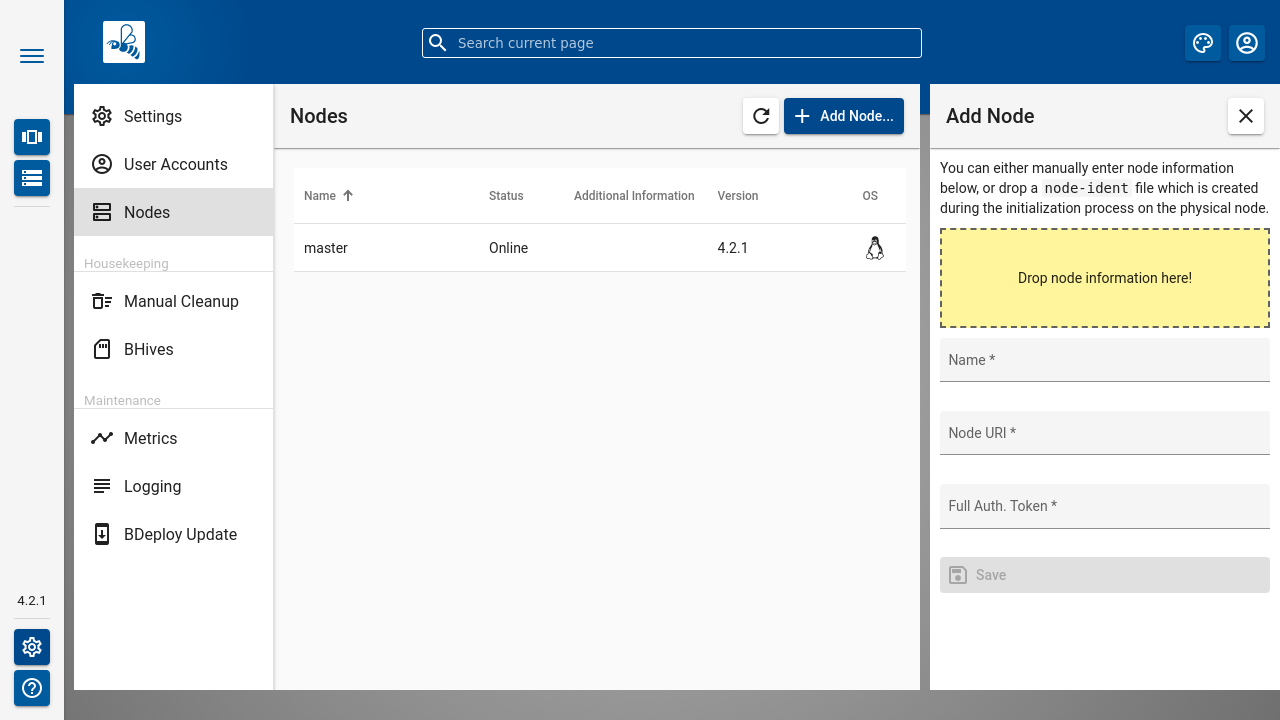 Search current page
Settings
User Accounts
Nodes
Housekeeping
Manual Cleanup
BHives
Maintenance
Metrics
Logging
BDeploy Update
4.2.1
Nodes
Add Node...
Name
Status
Additional Information
Version
OS
master
Online
4.2.1
Add Node
You can either manually enter node information
below, or drop a node-ident file which is created
during the initialization process on the physical node.
Drop node information here!
Name *
Node URI *
Full Auth. Token *
Save